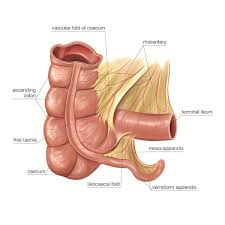 vascular fold of caecum
mesentery
ascending
colon
terminal ileum
free taenia
meso-appendix
caecum
ileocaecal fold
vermiform appendix